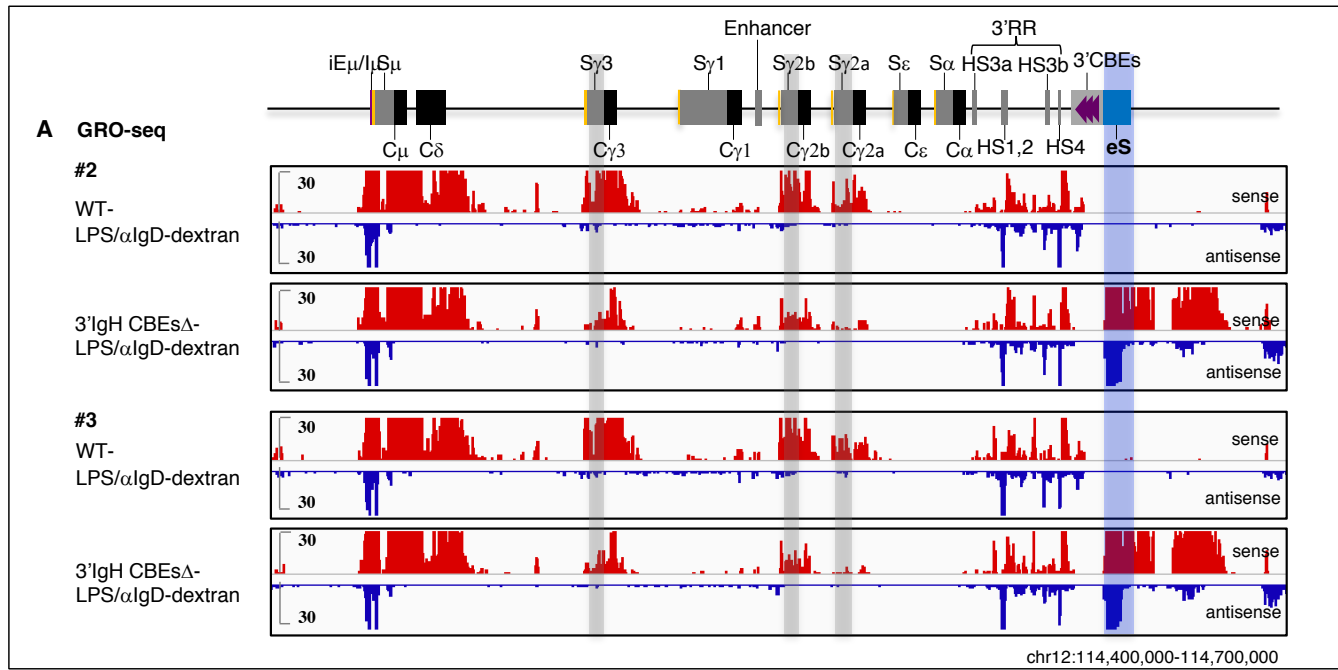 Enhancer 3'RR
iEμ/Iμ Sμ Sγ3 Sγ1 Sγ2b Sγ2a Sε Sα HS3a HS3b 3'CBEs
A GRO-seq
Cμ Cδ Cγ3 Cγ1 Cγ2b Cγ2a Cε Cα HS1,2 HS4 eS
#2
30
sense
WT-
LPS/αIgD-dextran
30
antisense
30
sense
3'IgH CBEsΔ-
LPS/αIgD-dextran
30
antisense
#3
30
sense
WT-
LPS/αIgD-dextran
30
antisense
30
sense
3'IgH CBEsΔ-
LPS/αIgD-dextran
30
antisense
chr12:114,400,000-114,700,000